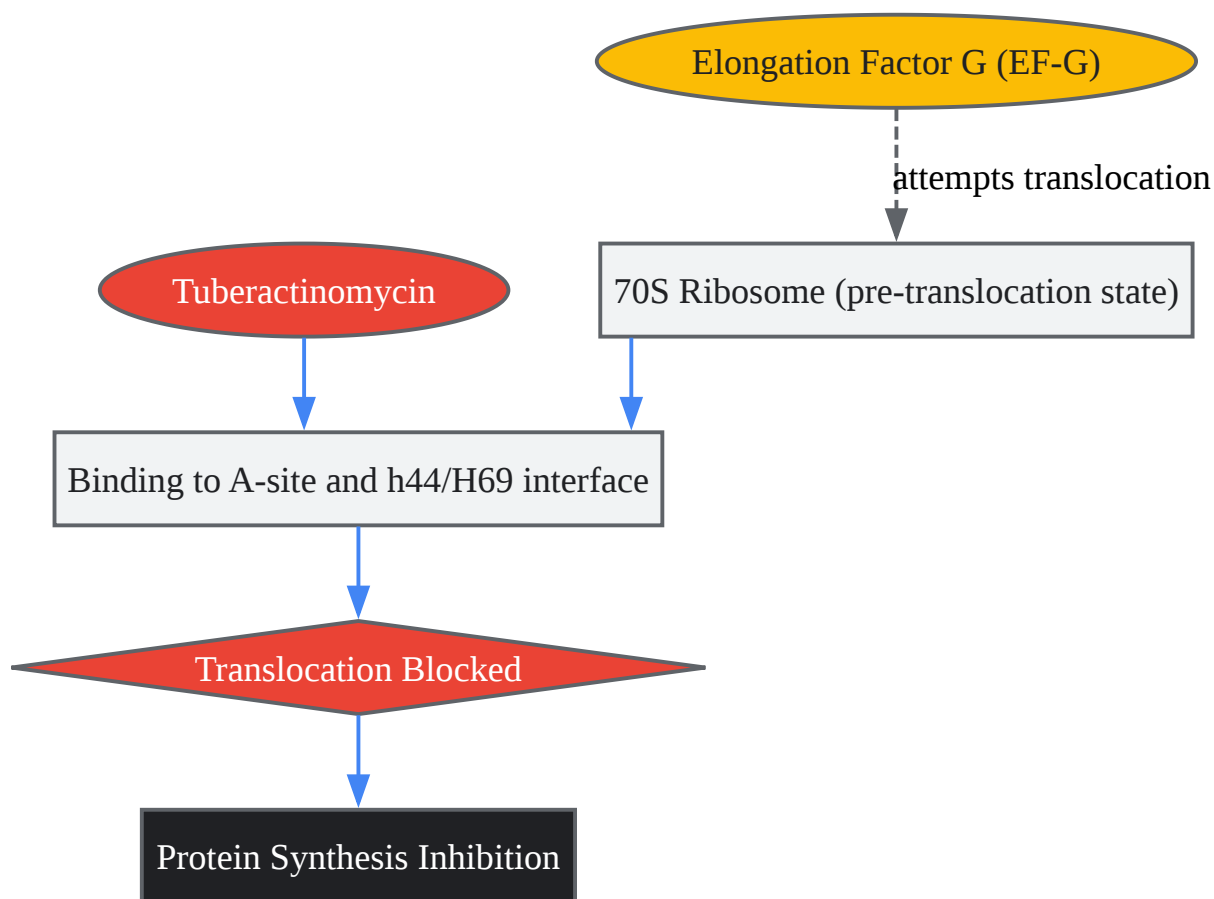 Elongation Factor G (EF-G)
attempts translocation
Tuberactinomycin
70S Ribosome (pre-translocation state)
Binding to A-site and h44/H69 interface
Translocation Blocked
Protein Synthesis Inhibition